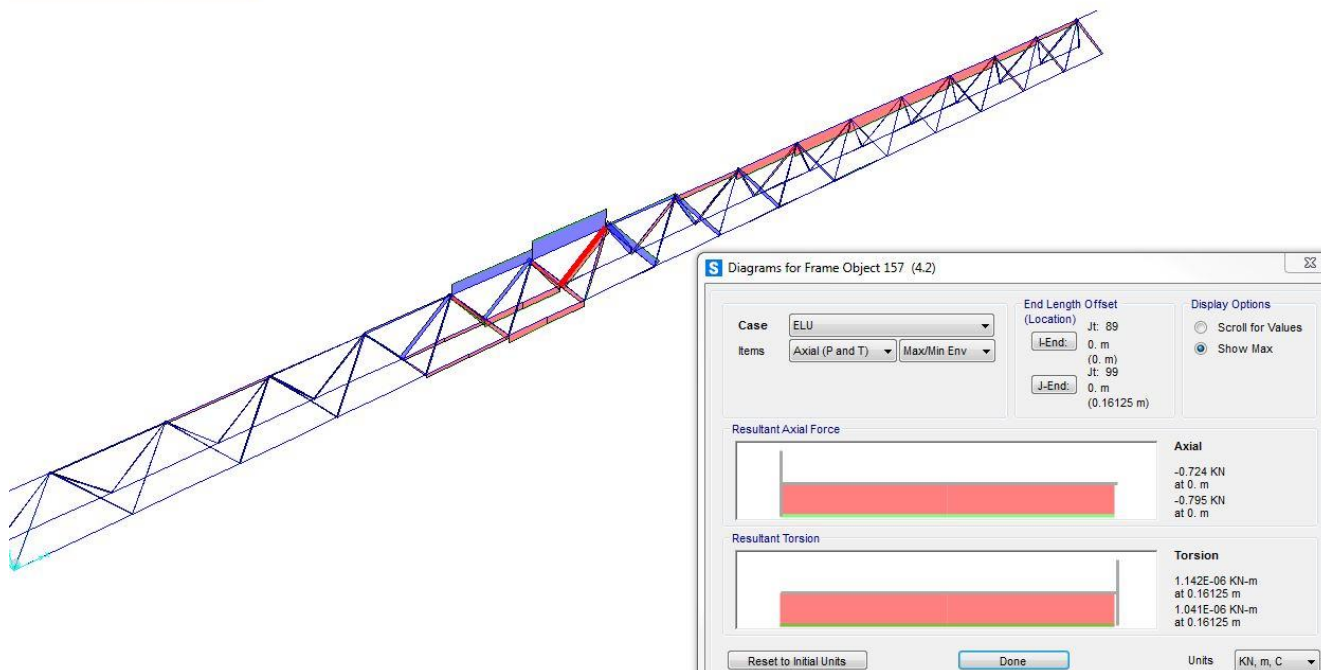 S Diagrams for Frame Object 157 (4.2)
Case ELU
Items Axial (P and T) Max/Min Env
End Length Offset
(Location)
Jt: 89
I-End: 0. m
(0. m)
Jt: 99
J-End: 0. m
(0.16125 m)
Display Options
Scroll for Values
Show Max
Resultant Axial Force
Axial
-0.724 KN
at 0. m
-0.795 KN
at 0. m
Resultant Torsion
Torsion
1.142E-06 KN-m
at 0.16125 m
1.041E-06 KN-m
at 0.16125 m
Reset to Initial Units Done Units KN, m, C